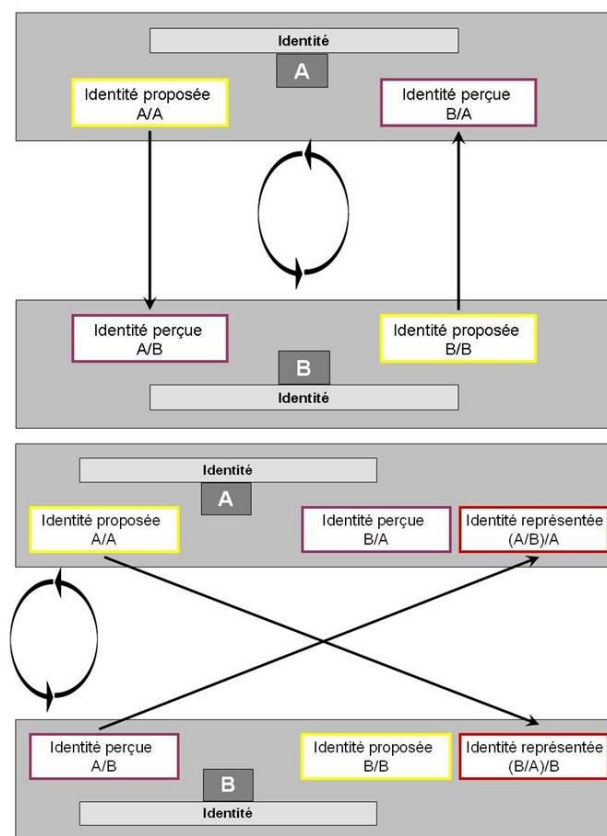 Identité
A
Identité proposée
A/A
Identité perçue
B/A
Identité perçue
A/B
Identité proposée
B/B
B
Identité
Identité
A
Identité proposée
A/A
Identité perçue
B/A
Identité représentée
(A/B)/A
Identité perçue
A/B
Identité proposée
B/B
Identité représentée
(B/A)/B
B
Identité